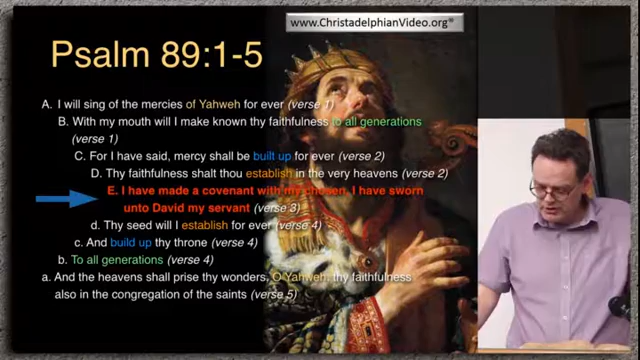 www.ChristadelphianVideo.org®
Psalm 89:1-5
A. I will sing of the mercies of Yahweh for ever (verse 1)
B. With my mouth will I make known thy faithfulness to all generations
(verse 1)
C. For I have said, mercy shall be built up for ever (verse 2)
D. Thy faithfulness shalt thou establish in the very heavens (verse 2)
E. I have made a covenant with my chosen, I have sworn
unto David my servant (verse 3)
d. Thy seed will I establish for ever (verse 4)
c. And build up thy throne (verse 4)
b. To all generations (verse 4)
a. And the heavens shall prise thy wonders, O Yahweh, thy faithfulness
also in the congregation of the saints (verse 5)